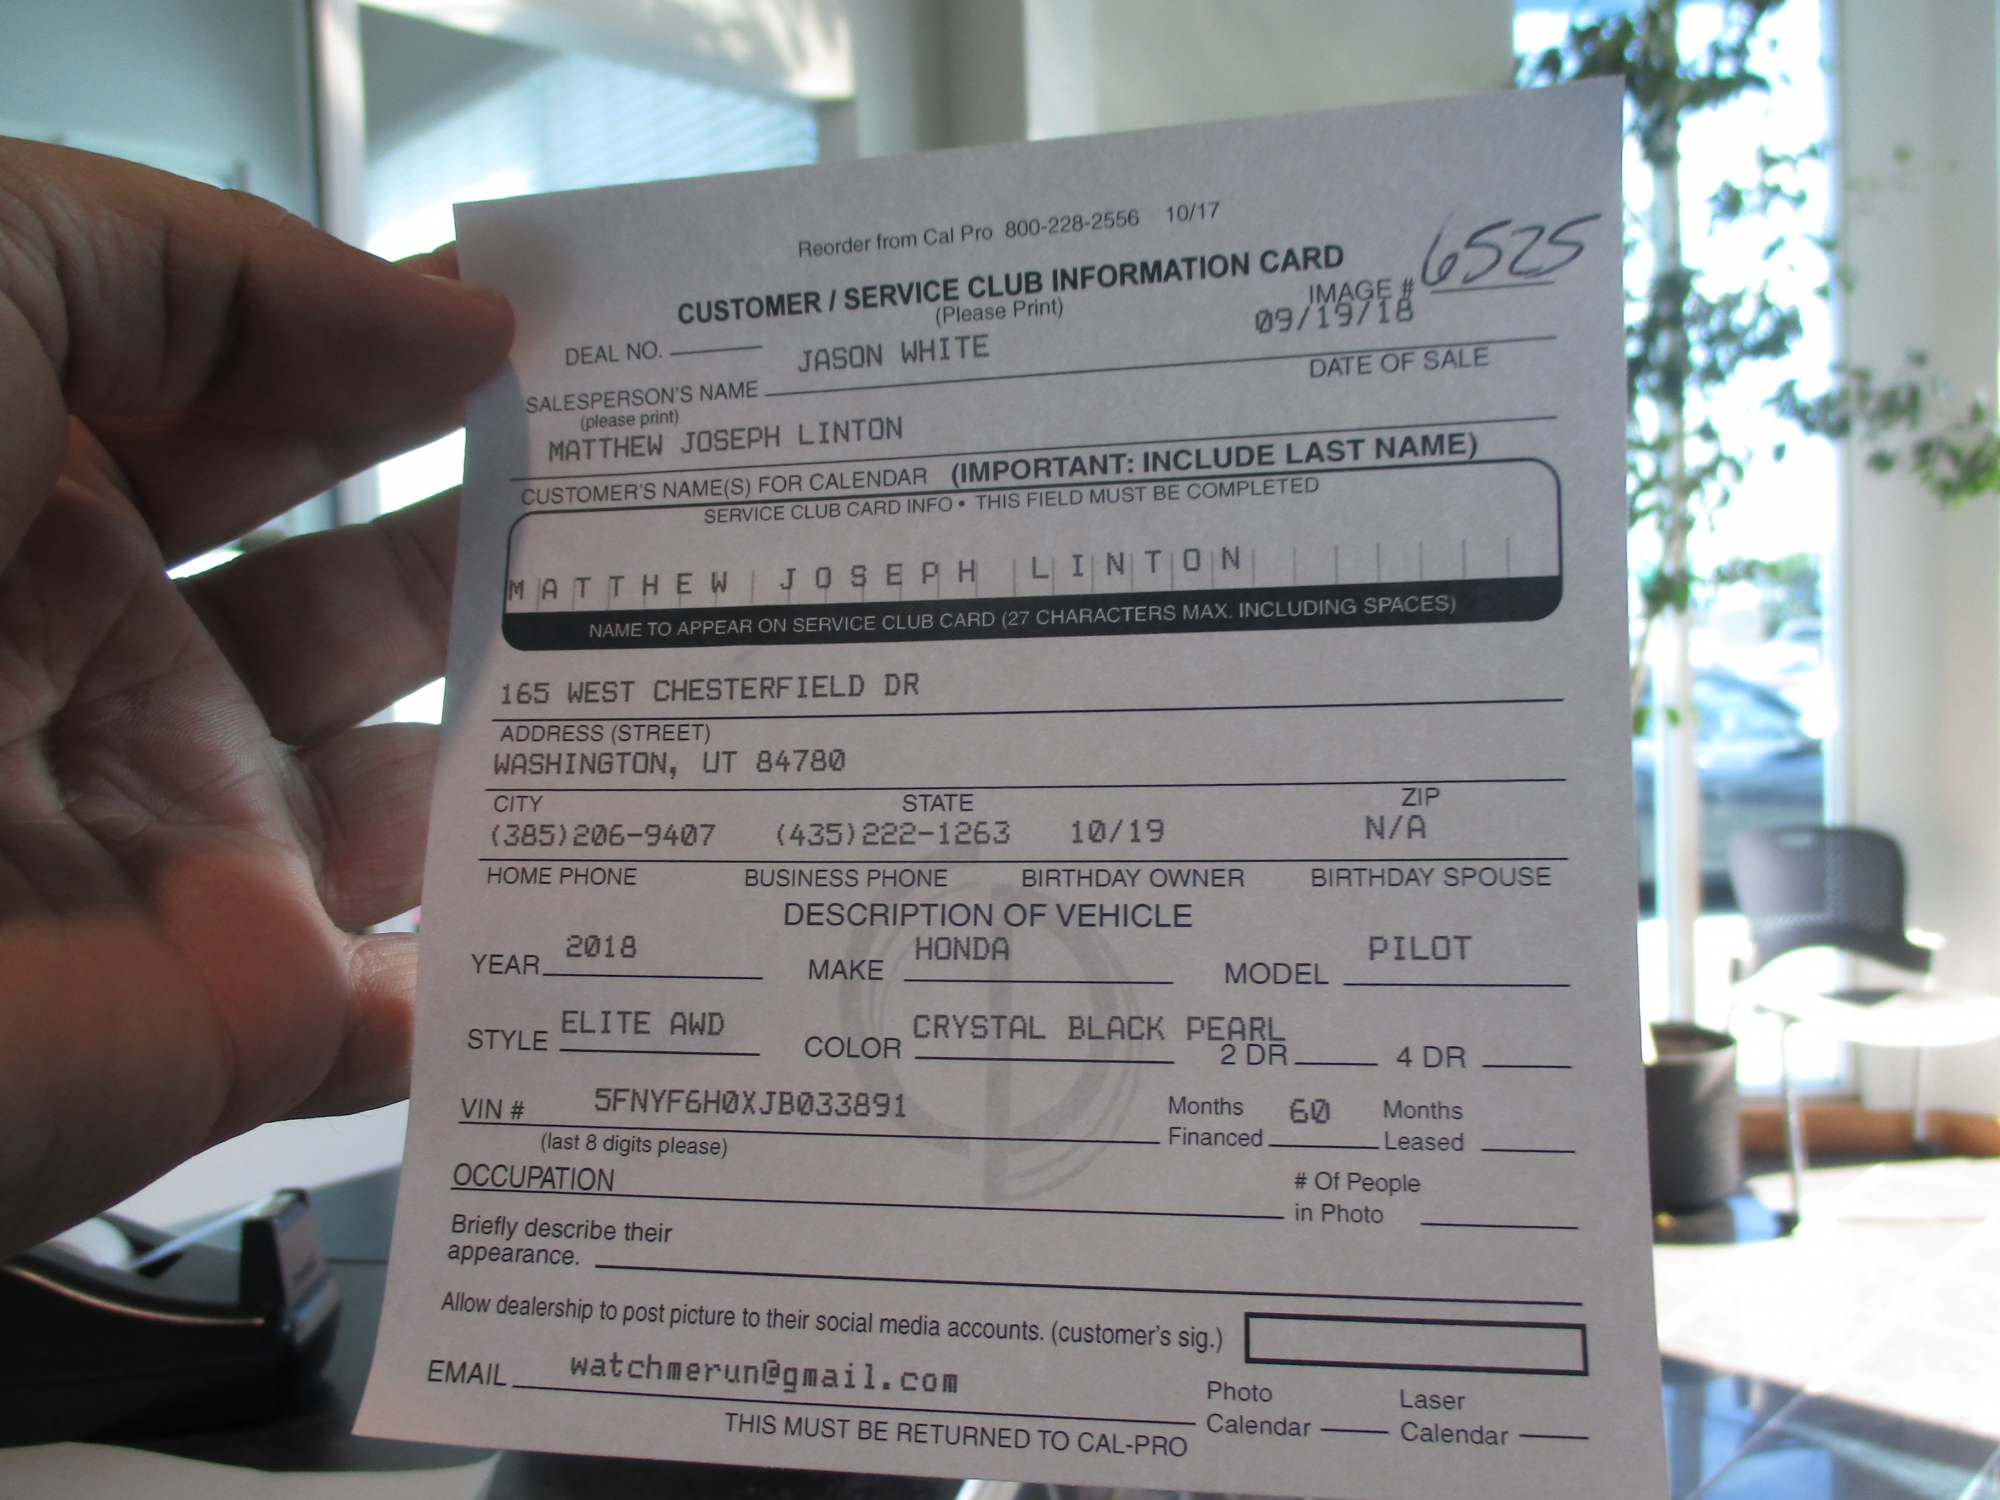 Reorder from Cal Pro 800-228-2556 10/17
CUSTOMER / SERVICE CLUB INFORMATION CARD
(Please Print)
IMAGE # 6525
09/19/18
DEAL NO.
JASON WHITE
SALESPERSON'S NAME
DATE OF SALE
(please print)
MATTHEW JOSEPH LINTON
CUSTOMER'S NAME(S) FOR CALENDAR (IMPORTANT: INCLUDE LAST NAME)
SERVICE CLUB CARD INFO • THIS FIELD MUST BE COMPLETED
MATTHEW JOSEPH LINTON
NAME TO APPEAR ON SERVICE CLUB CARD (27 CHARACTERS MAX. INCLUDING SPACES)
165 WEST CHESTERFIELD DR
ADDRESS (STREET)
WASHINGTON, UT 84780
CITY STATE ZIP
(385)206-9407 (435)222-1263 10/19 N/A
HOME PHONE BUSINESS PHONE BIRTHDAY OWNER BIRTHDAY SPOUSE
DESCRIPTION OF VEHICLE
YEAR 2018 MAKE HONDA MODEL PILOT
STYLE ELITE AWD COLOR CRYSTAL BLACK PEARL 2 DR 4 DR
VIN # 5FNYF6H0XJB033891 Months Financed 60 Months Leased
(last 8 digits please)
OCCUPATION # Of People in Photo
Briefly describe their
appearance.
Allow dealership to post picture to their social media accounts. (customer's sig.)
EMAIL watchmerun@gmail.com Photo Calendar Laser Calendar
THIS MUST BE RETURNED TO CAL-PRO